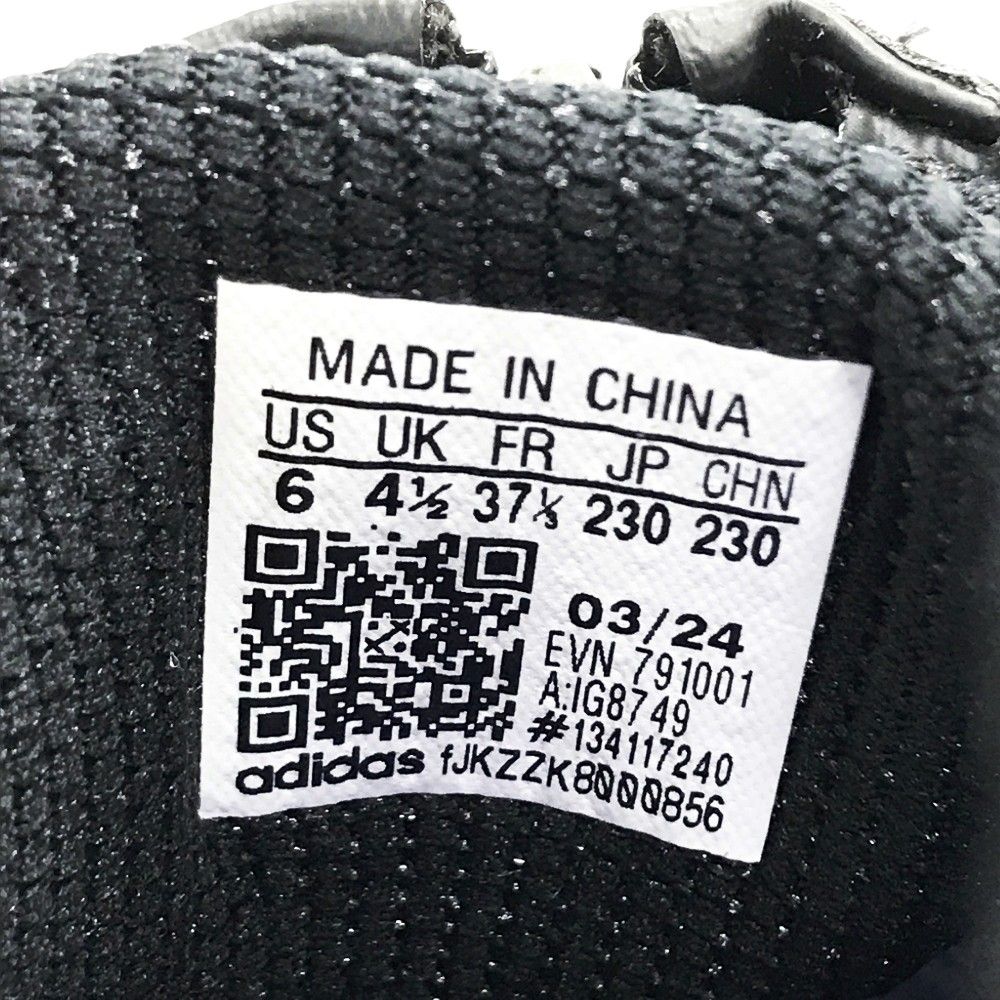 MADE IN CHINA
US UK FR JP CHN
6 4½ 37⅓ 230 230
03/24
EVN 791001
A:IG8749
#134117240
adidas fJKZZK8000856